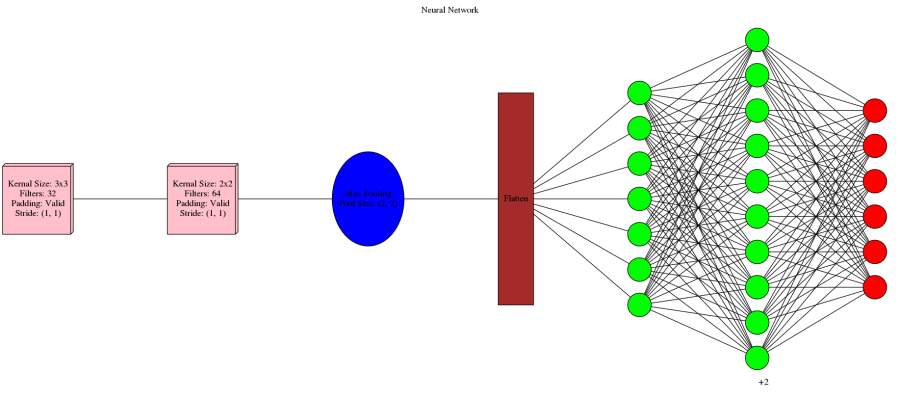 Neural Network
Kernal Size: 3x3
Filters: 32
Padding: Valid
Stride: (1, 1)
Kernal Size: 2x2
Filters: 64
Padding: Valid
Stride: (1, 1)
Max Pooling
Pool Size: (2, 2)
Flatten
+2